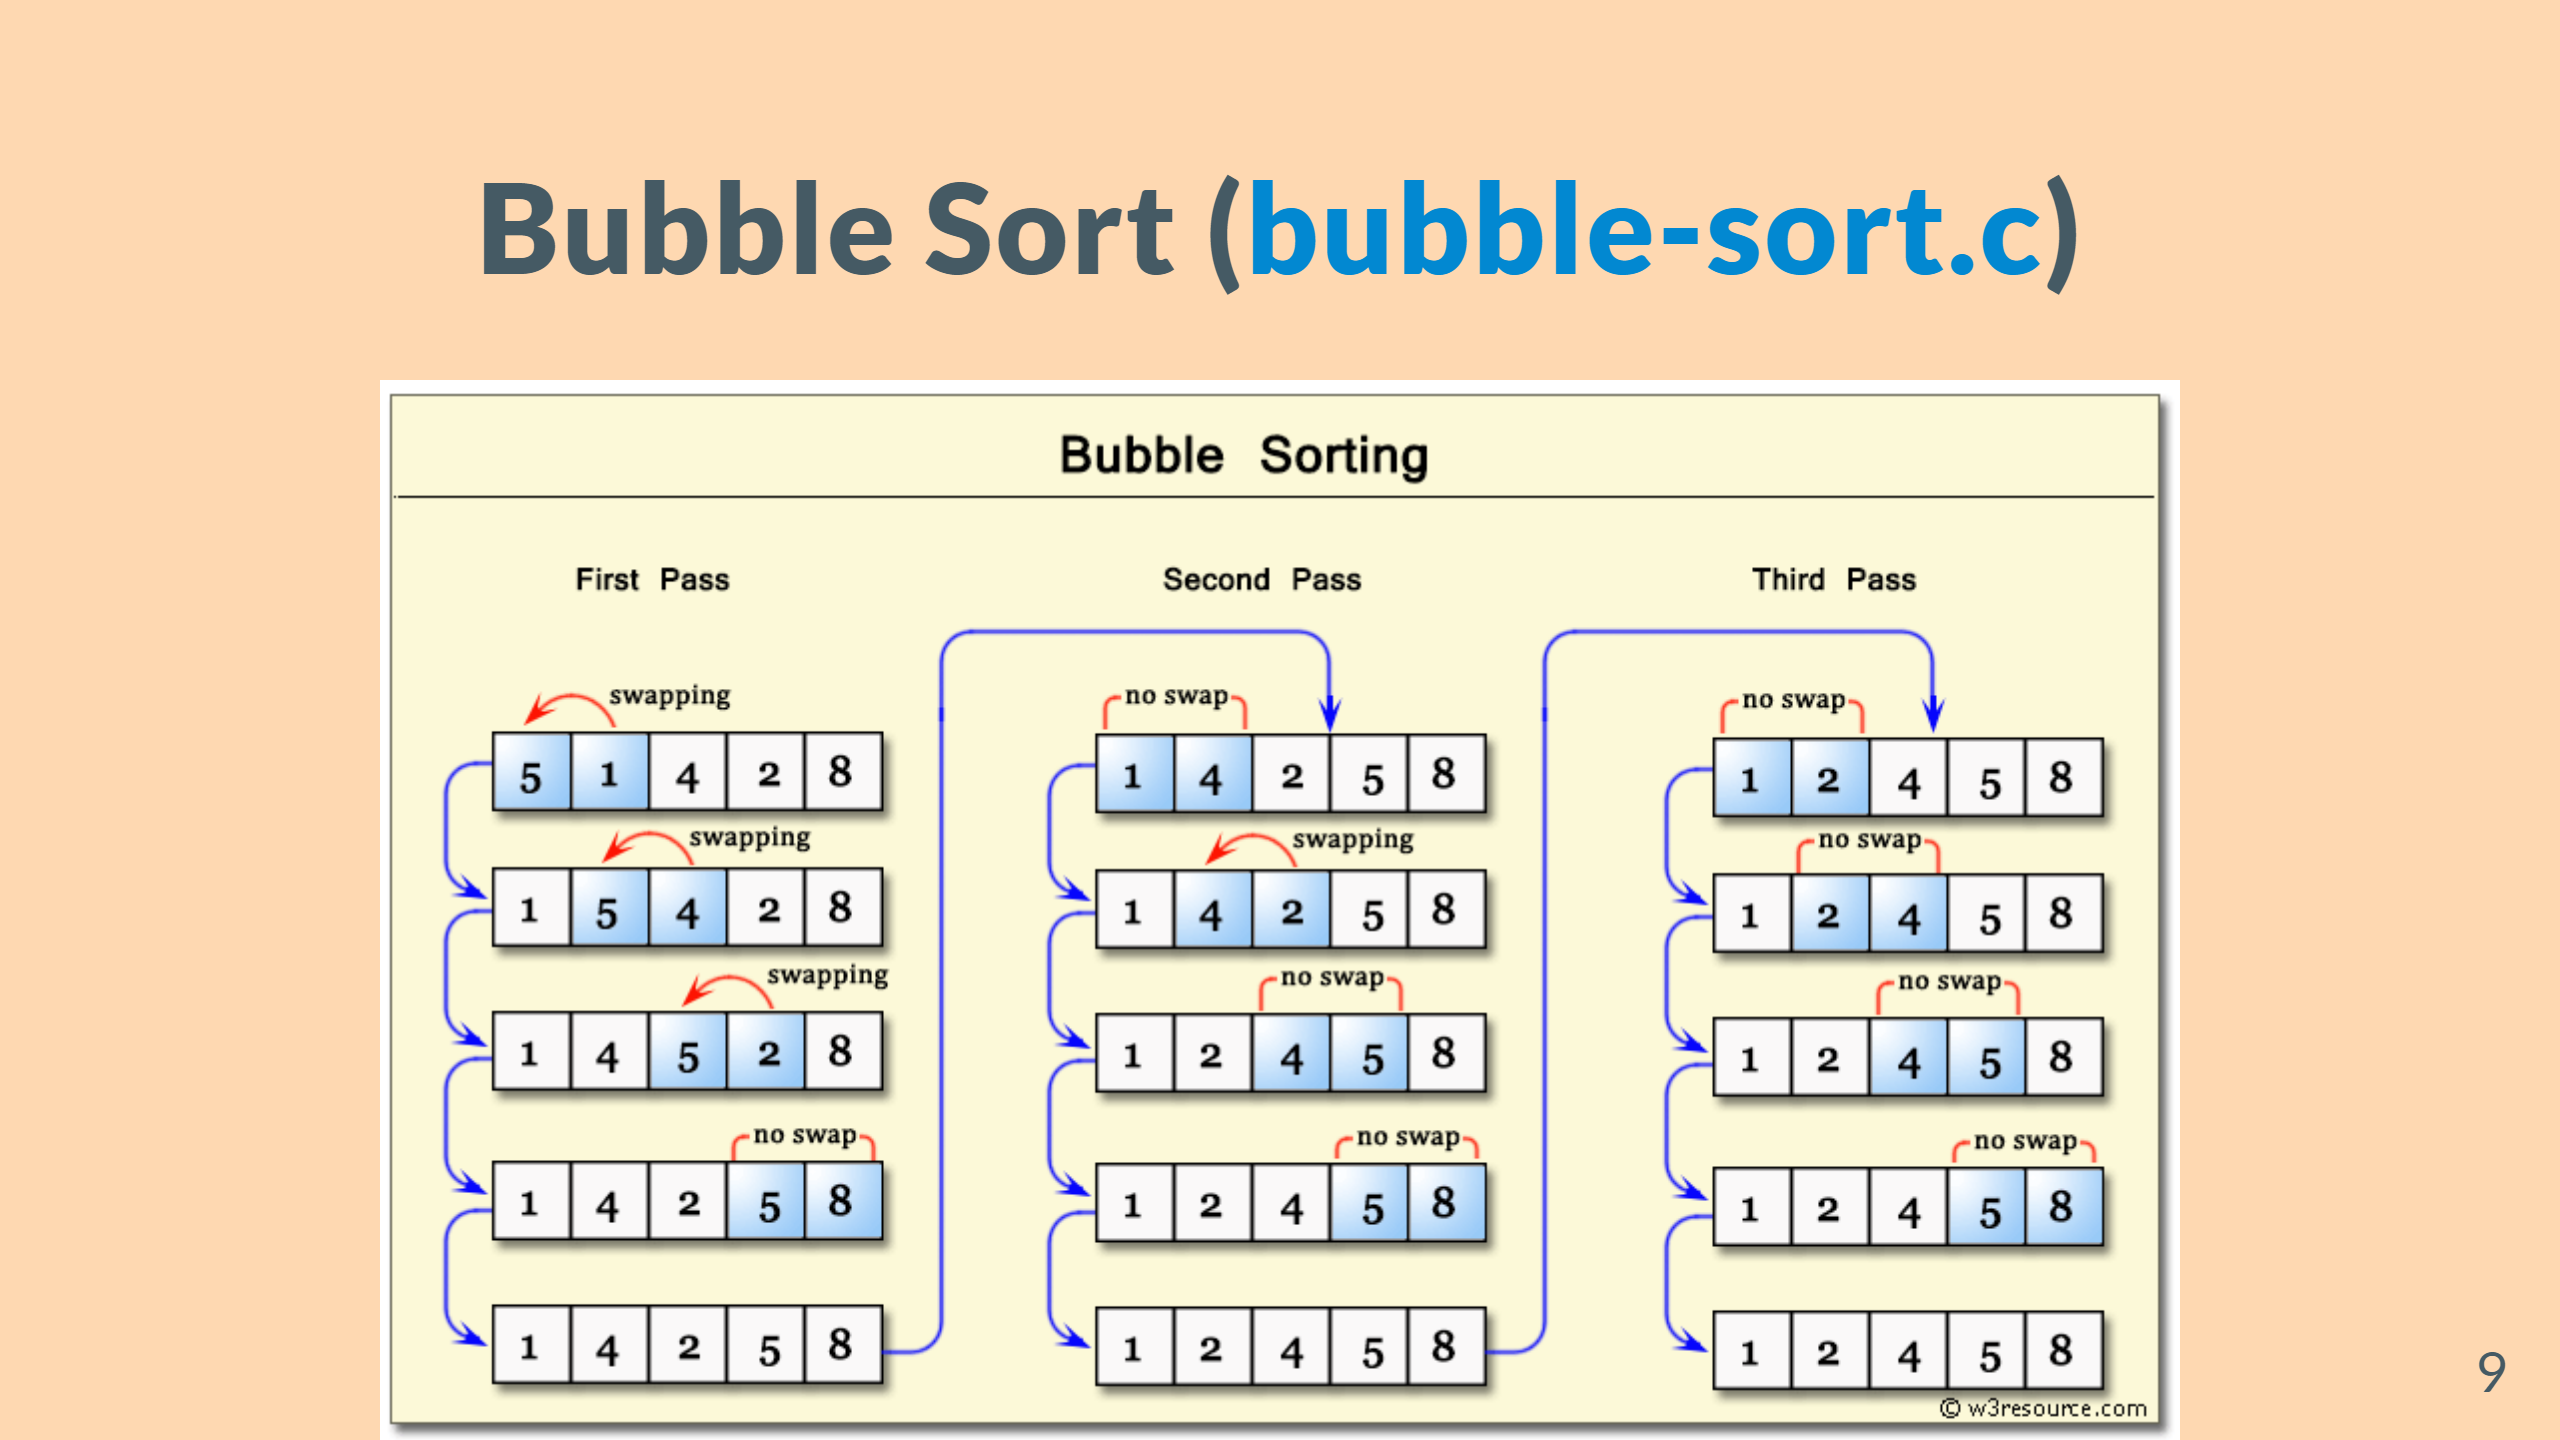 Bubble Sort (bubble-sort.c)
Bubble Sorting
First Pass
swapping
5 1 4 2 8
swapping
1 5 4 2 8
swapping
1 4 5 2 8
no swap
1 4 2 5 8
1 4 2 5 8
Second Pass
no swap
1 4 2 5 8
swapping
1 4 2 5 8
no swap
1 2 4 5 8
no swap
1 2 4 5 8
1 2 4 5 8
Third Pass
no swap
1 2 4 5 8
no swap
1 2 4 5 8
no swap
1 2 4 5 8
no swap
1 2 4 5 8
1 2 4 5 8
© w3resource.com
9